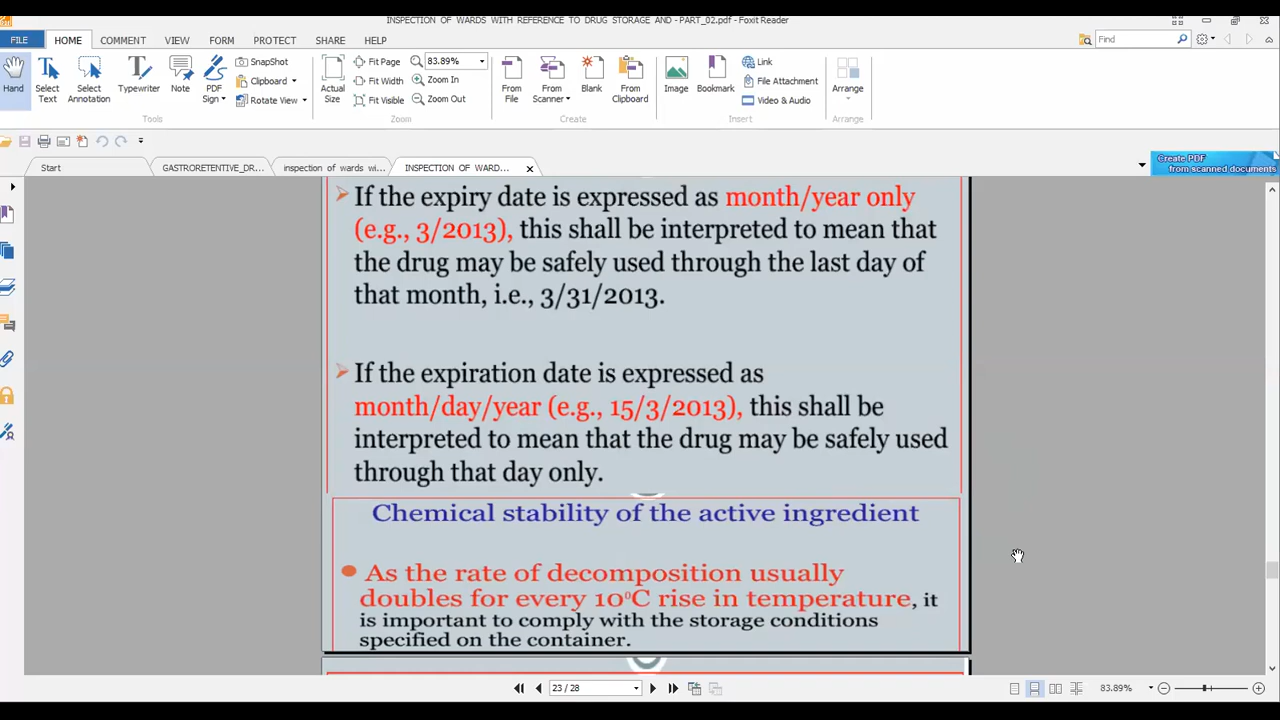 INSPECTION OF WARDS WITH REFERENCE TO DRUG STORAGE AND - PART_02.pdf - Foxit Reader
FILE HOME COMMENT VIEW FORM PROTECT SHARE HELP Find
Hand Select Text Select Annotation Typewriter Note PDF Sign SnapShot Clipboard Rotate View Tools
Actual Size Fit Page Fit Width Fit Visible 83.89% Zoom In Zoom Out Zoom
From File From Scanner Blank From Clipboard Create
Image Bookmark Link File Attachment Video & Audio Insert
Arrange Arrange
Start GASTRORETENTIVE_DR... inspection of wards wi... INSPECTION OF WARD...
Create PDF
from scanned documents
If the expiry date is expressed as month/year only
(e.g., 3/2013), this shall be interpreted to mean that
the drug may be safely used through the last day of
that month, i.e., 3/31/2013.
If the expiration date is expressed as
month/day/year (e.g., 15/3/2013), this shall be
interpreted to mean that the drug may be safely used
through that day only.
Chemical stability of the active ingredient
As the rate of decomposition usually
doubles for every 10⁰C rise in temperature, it
is important to comply with the storage conditions
specified on the container.
23 / 28 83.89%